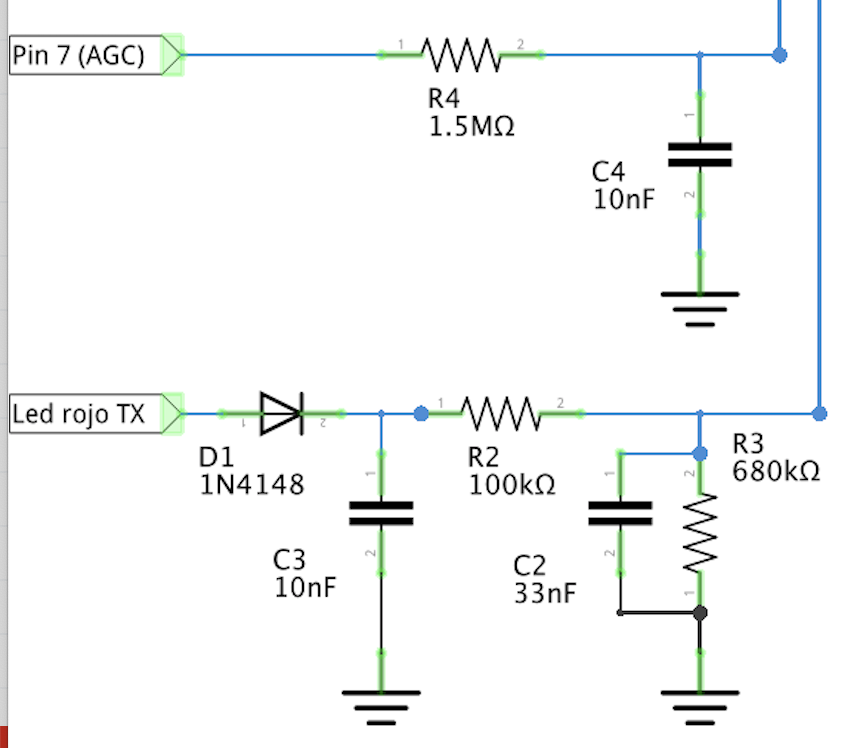 Pin 7 (AGC)
1
2
R4
1.5MΩ
1
C4
10nF
2
Led rojo TX
1
2
1
2
D1
1N4148
R2
100kΩ
R3
680kΩ
1
1
2
C3
10nF
2
C2
33nF
2
1